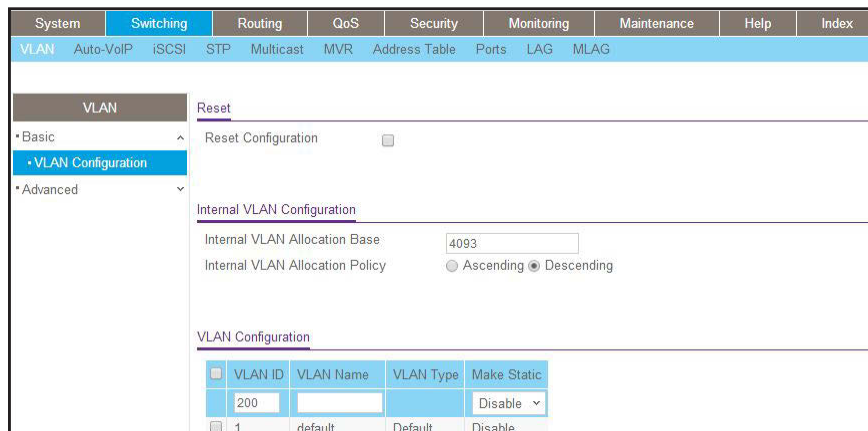 System Switching Routing QoS Security Monitoring Maintenance Help Index
VLAN Auto-VoIP iSCSI STP Multicast MVR Address Table Ports LAG MLAG
VLAN
Basic
VLAN Configuration
Advanced
Reset
Reset Configuration
Internal VLAN Configuration
Internal VLAN Allocation Base 4093
Internal VLAN Allocation Policy Ascending Descending
VLAN Configuration
VLAN ID VLAN Name VLAN Type Make Static
200 Disable
1 default Default Disable